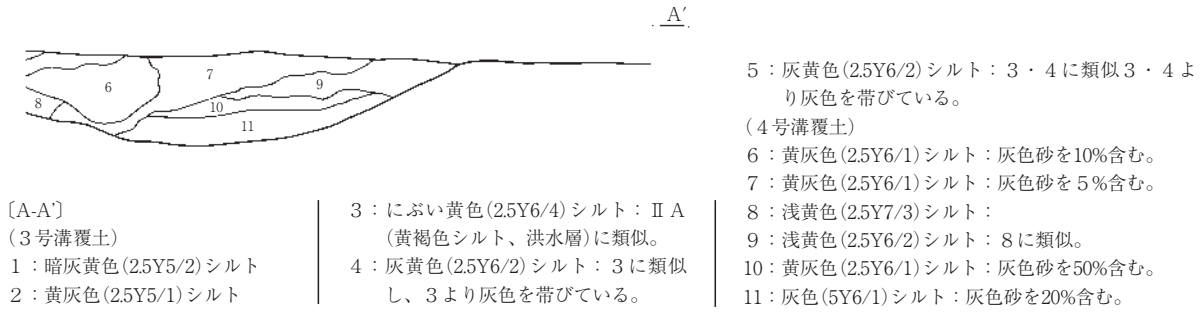 A′
6
7
8
9
10
11
〔A-A’〕
(３号溝覆土)
１：暗灰黄色(2.5Y5/2)シルト
２：黄灰色(2.5Y5/1)シルト
３：にぶい黄色(2.5Y6/4)シルト：ⅡA
(黄褐色シルト、洪水層)に類似。
４：灰黄色(2.5Y6/2)シルト：３に類似
し、３より灰色を帯びている。
５：灰黄色(2.5Y6/2)シルト：３・４に類似３・４よ
り灰色を帯びている。
(４号溝覆土)
６：黄灰色(2.5Y6/1)シルト：灰色砂を10%含む。
７：黄灰色(2.5Y6/1)シルト：灰色砂を５%含む。
８：浅黄色(2.5Y7/3)シルト：
９：浅黄色(2.5Y6/2)シルト：８に類似。
10：黄灰色(2.5Y6/1)シルト：灰色砂を50%含む。
11：灰色(5Y6/1)シルト：灰色砂を20%含む。